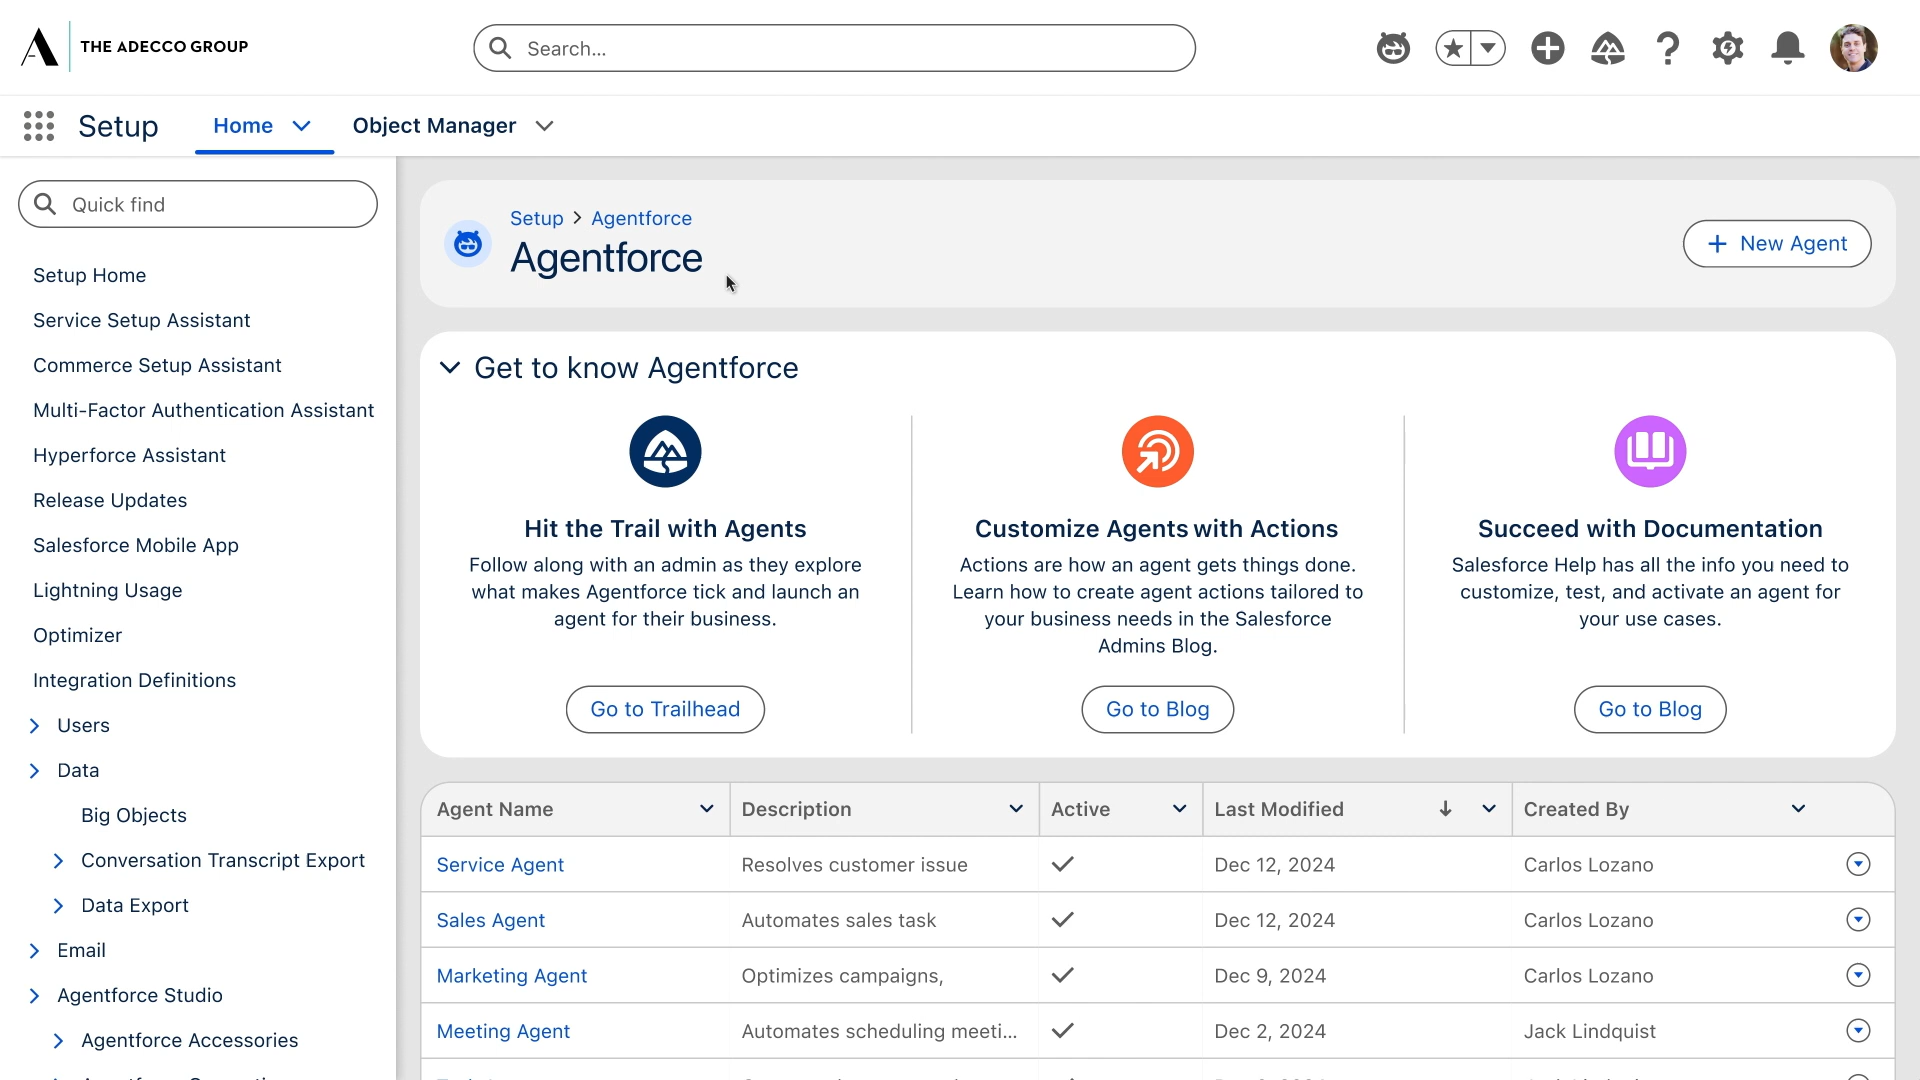 THE ADECCO GROUP
Search...
Setup
Home
Object Manager
Quick find
Setup Home
Service Setup Assistant
Commerce Setup Assistant
Multi-Factor Authentication Assistant
Hyperforce Assistant
Release Updates
Salesforce Mobile App
Lightning Usage
Optimizer
Integration Definitions
Users
Data
Big Objects
Conversation Transcript Export
Data Export
Email
Agentforce Studio
Agentforce Accessories
Setup > Agentforce
Agentforce
New Agent
Get to know Agentforce
Hit the Trail with Agents
Follow along with an admin as they explore
what makes Agentforce tick and launch an
agent for their business.
Go to Trailhead
Customize Agents with Actions
Actions are how an agent gets things done.
Learn how to create agent actions tailored to
your business needs in the Salesforce
Admins Blog.
Go to Blog
Succeed with Documentation
Salesforce Help has all the info you need to
customize, test, and activate an agent for
your use cases.
Go to Blog
Agent Name Description Active Last Modified Created By
Service Agent Resolves customer issue Dec 12, 2024 Carlos Lozano
Sales Agent Automates sales task Dec 12, 2024 Carlos Lozano
Marketing Agent Optimizes campaigns, Dec 9, 2024 Carlos Lozano
Meeting Agent Automates scheduling meeti... Dec 2, 2024 Jack Lindquist